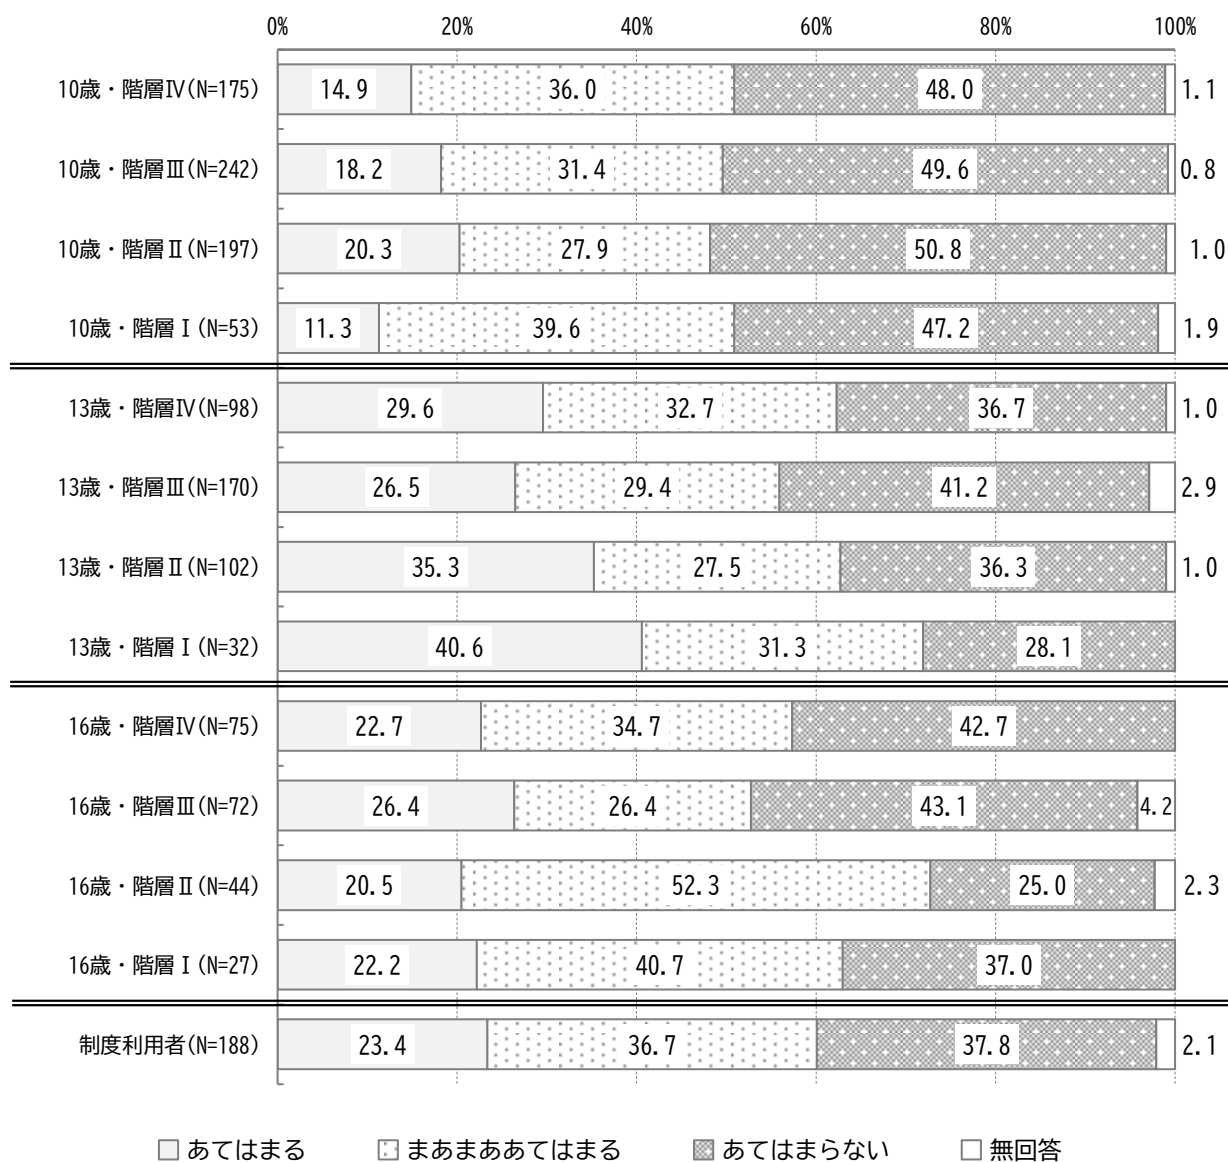 0% 20% 40% 60% 80% 100%
10歳・階層Ⅳ(N=175) 14.9 36.0 48.0 1.1
10歳・階層Ⅲ(N=242) 18.2 31.4 49.6 0.8
10歳・階層Ⅱ(N=197) 20.3 27.9 50.8 1.0
10歳・階層Ⅰ(N=53) 11.3 39.6 47.2 1.9
13歳・階層Ⅳ(N=98) 29.6 32.7 36.7 1.0
13歳・階層Ⅲ(N=170) 26.5 29.4 41.2 2.9
13歳・階層Ⅱ(N=102) 35.3 27.5 36.3 1.0
13歳・階層Ⅰ(N=32) 40.6 31.3 28.1
16歳・階層Ⅳ(N=75) 22.7 34.7 42.7
16歳・階層Ⅲ(N=72) 26.4 26.4 43.1 4.2
16歳・階層Ⅱ(N=44) 20.5 52.3 25.0 2.3
16歳・階層Ⅰ(N=27) 22.2 40.7 37.0
制度利用者(N=188) 23.4 36.7 37.8 2.1
あてはまる まあまああてはまる あてはまらない 無回答